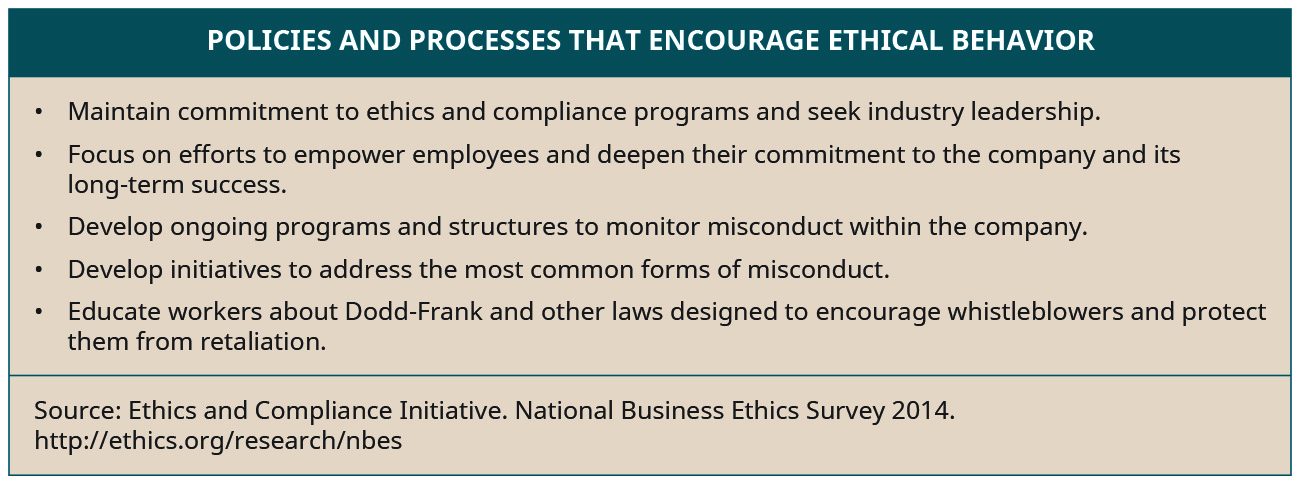 POLICIES AND PROCESSES THAT ENCOURAGE ETHICAL BEHAVIOR
• Maintain commitment to ethics and compliance programs and seek industry leadership.
• Focus on efforts to empower employees and deepen their commitment to the company and its
long-term success.
• Develop ongoing programs and structures to monitor misconduct within the company.
• Develop initiatives to address the most common forms of misconduct.
• Educate workers about Dodd-Frank and other laws designed to encourage whistleblowers and protect
them from retaliation.
Source: Ethics and Compliance Initiative. National Business Ethics Survey 2014.
http://ethics.org/research/nbes